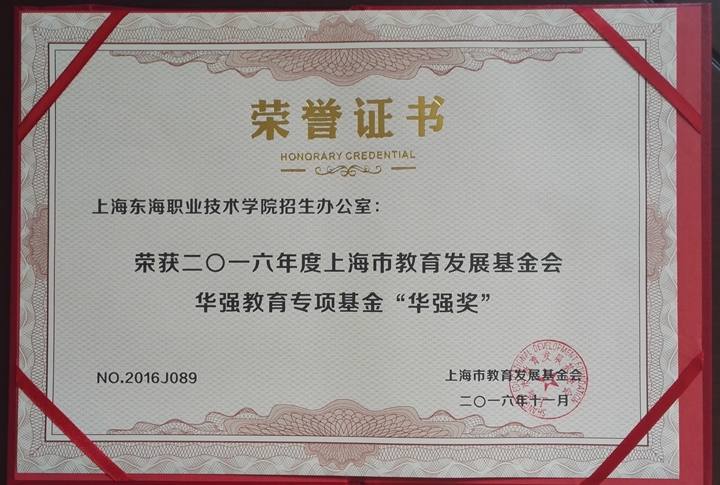 荣誉证书
HONORARY CREDENTIAL
上海东海职业技术学院招生办公室：
荣获二〇一六年度上海市教育发展基金会
华强教育专项基金“华强奖”
NO.2016J089
上海市教育发展基金会
二〇一六年十一月